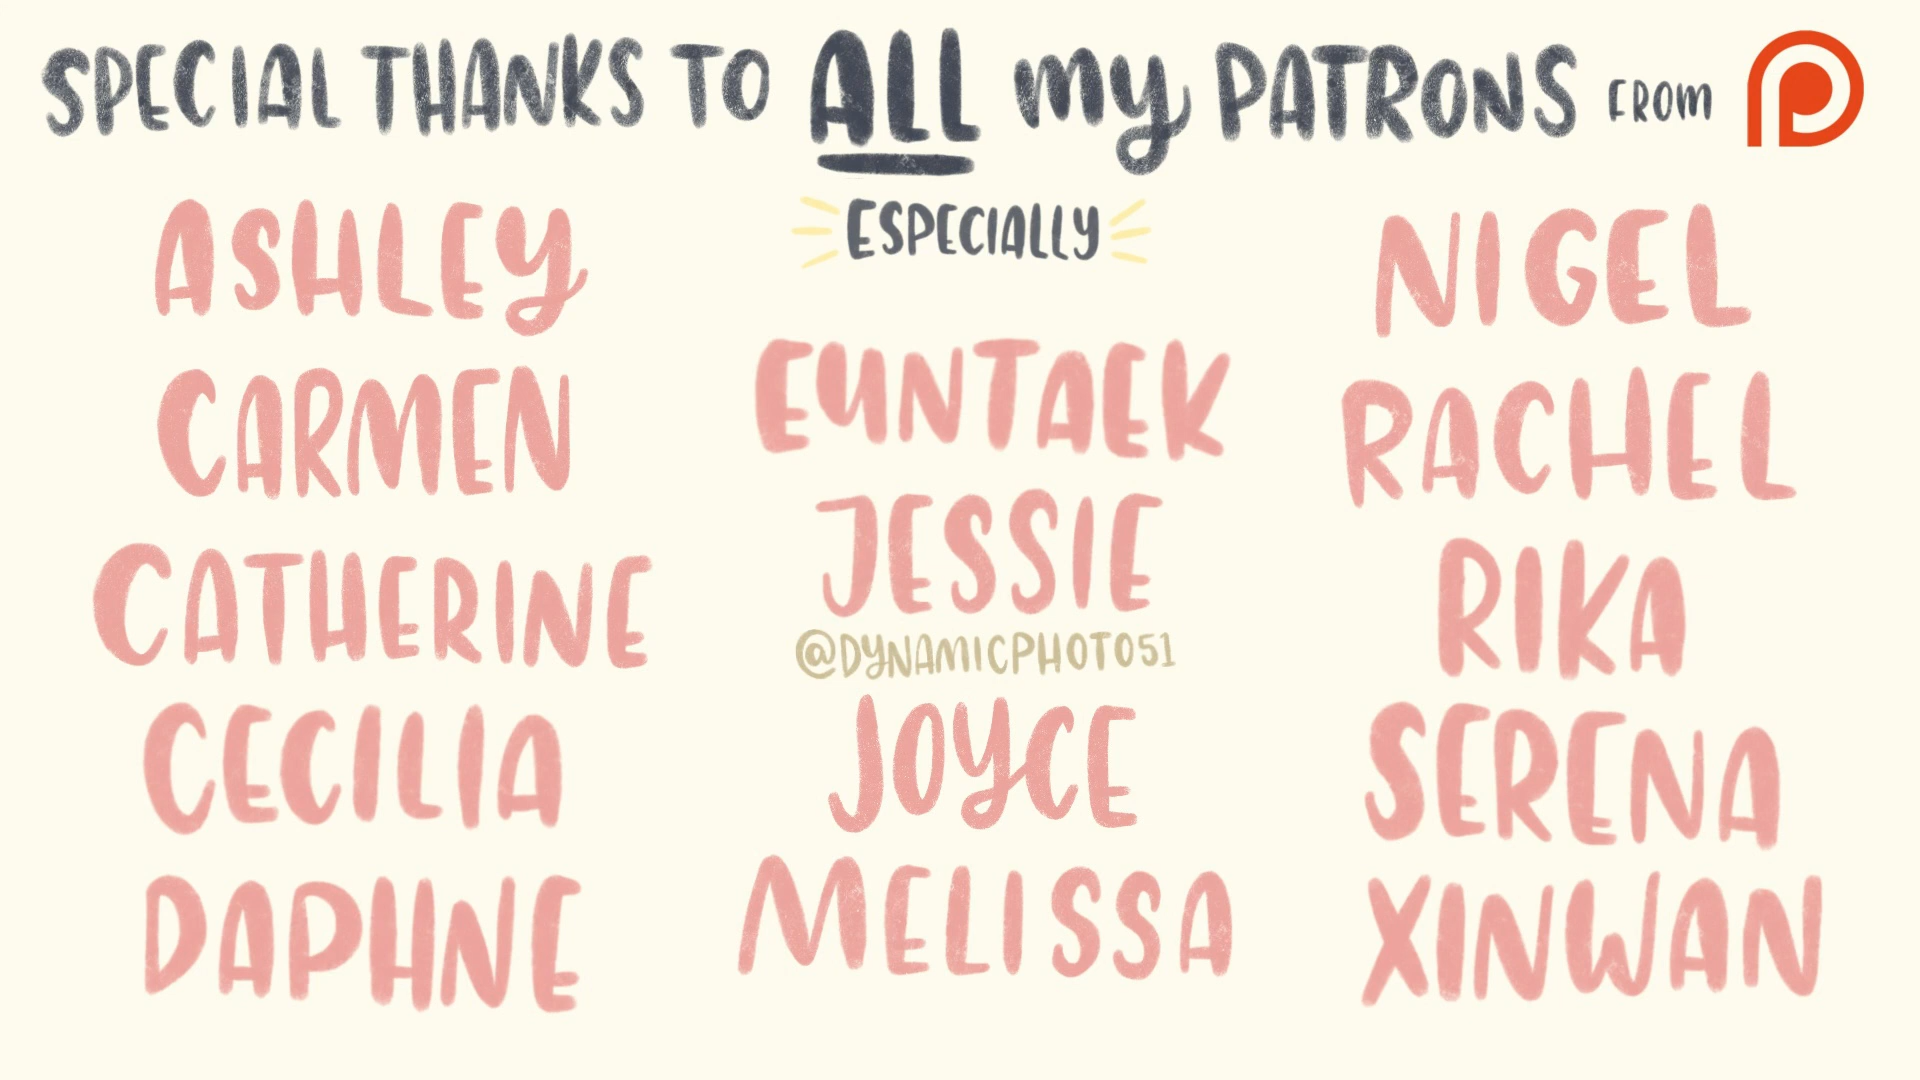 SPECIAL THANKS TO ALL my PATRONS FROM
ESPECIALLY
ASHLEY
CARMEN
CATHERINE
CECILIA
DAPHNE
EUNTAEK
JESSIE
@DYNAMICPHOTO51
JOYCE
MELISSA
NIGEL
RACHEL
RIKA
SERENA
XINWAN